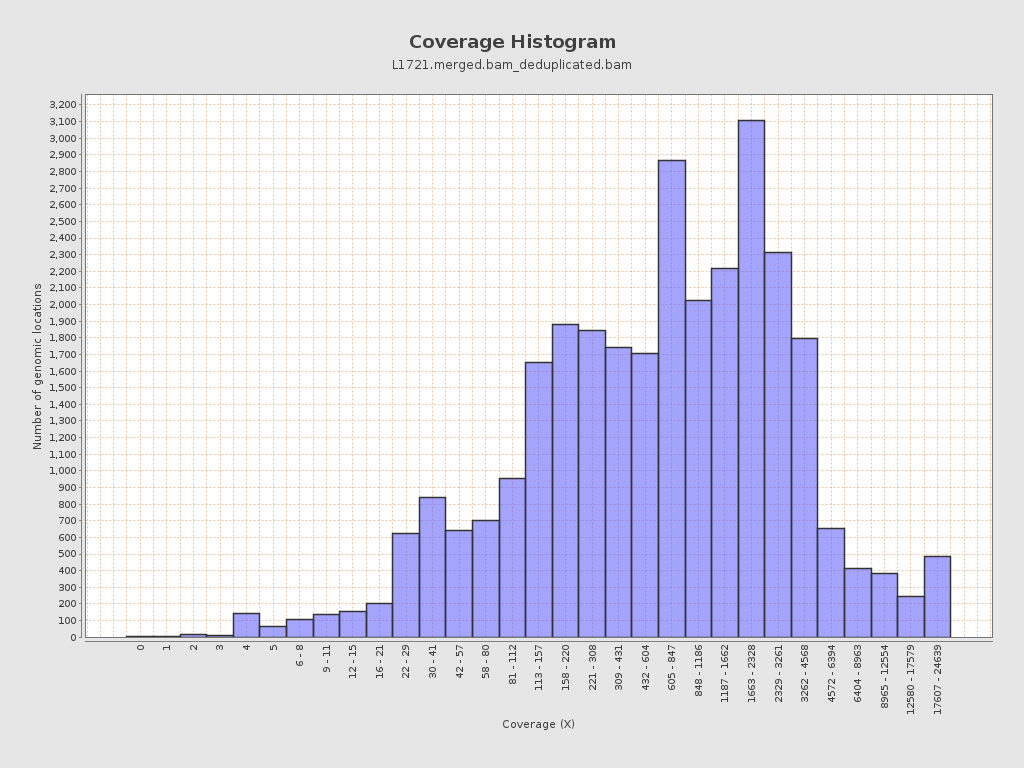 Coverage Histogram
L1721.merged.bam_deduplicated.bam
Number of genomic locations
3,200
3,100
3,000
2,900
2,800
2,700
2,600
2,500
2,400
2,300
2,200
2,100
2,000
1,900
1,800
1,700
1,600
1,500
1,400
1,300
1,200
1,100
1,000
900
800
700
600
500
400
300
200
100
0
0
1
2
3
4
5
6 - 8
9 - 11
12 - 15
16 - 21
22 - 29
30 - 41
42 - 57
58 - 80
81 - 112
113 - 157
158 - 220
221 - 308
309 - 431
432 - 604
605 - 847
848 - 1186
1187 - 1662
1663 - 2328
2329 - 3261
3262 - 4568
4572 - 6394
6404 - 8963
8965 - 12554
12580 - 17579
17607 - 24639
Coverage (X)